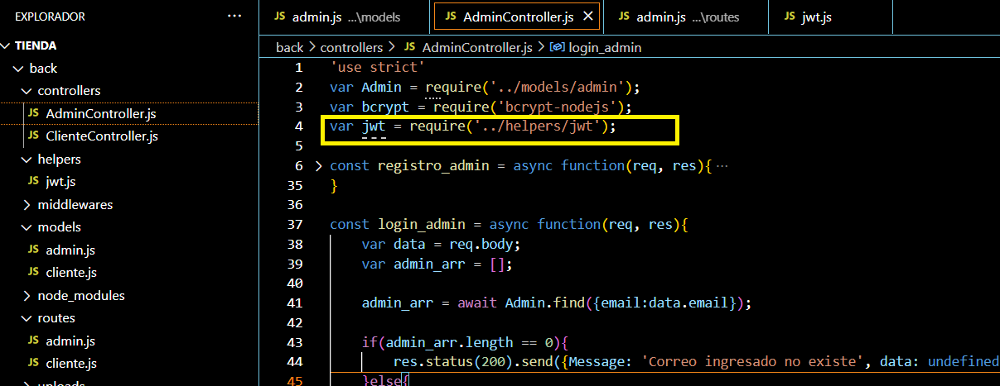 EXPLORADOR ...
TIENDA
back
controllers
JS AdminController.js
JS ClienteController.js
helpers
JS jwt.js
middlewares
models
JS admin.js
JS cliente.js
node_modules
routes
JS admin.js
JS cliente.js
uploads
JS admin.js ...\models
JS AdminController.js
JS admin.js ...\routes
JS jwt.js
back > controllers > JS AdminController.js > login_admin
1 'use strict'
2 var Admin = require('../models/admin');
3 var bcrypt = require('bcrypt-nodejs');
4 var jwt = require('../helpers/jwt');
5
6 const registro_admin = async function(req, res){ ...
35 }
36
37 const login_admin = async function(req, res){
38 var data = req.body;
39 var admin_arr = [];
40
41 admin_arr = await Admin.find({email:data.email});
42
43 if(admin_arr.length == 0){
44 res.status(200).send({Message: 'Correo ingresado no existe', data: undefined
45 }else{